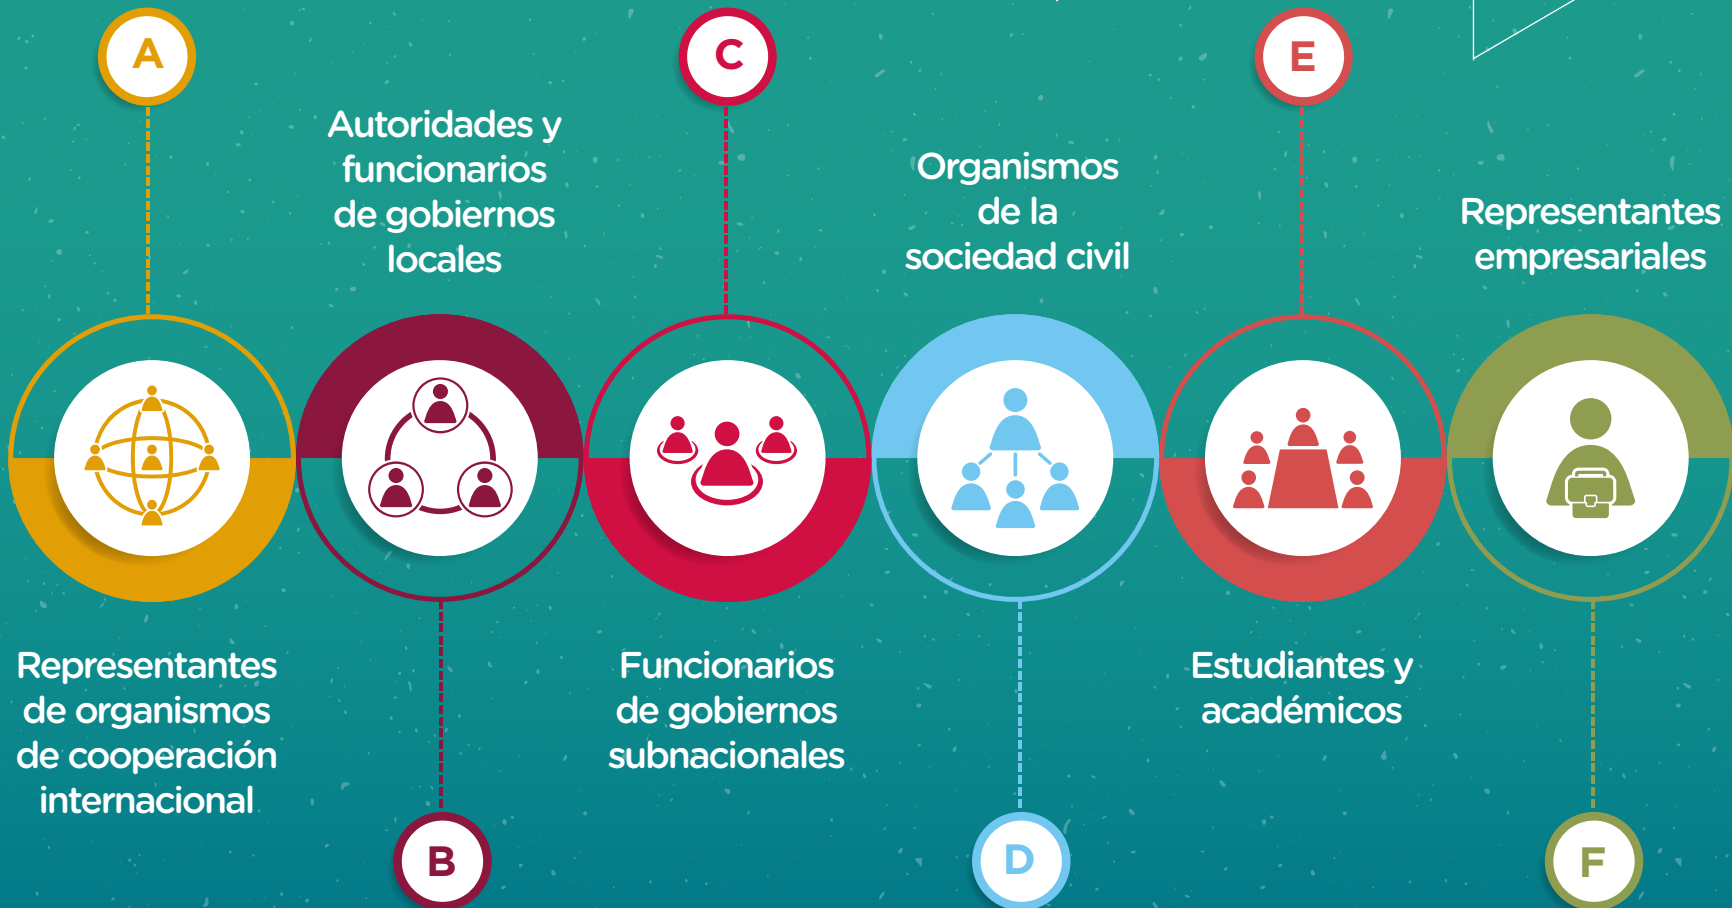 A
Representantes
de organismos
de cooperación
internacional
Autoridades y
funcionarios
de gobiernos
locales
B
C
Funcionarios
de gobiernos
subnacionales
Organismos
de la
sociedad civil
D
E
Estudiantes y
académicos
Representantes
empresariales
F